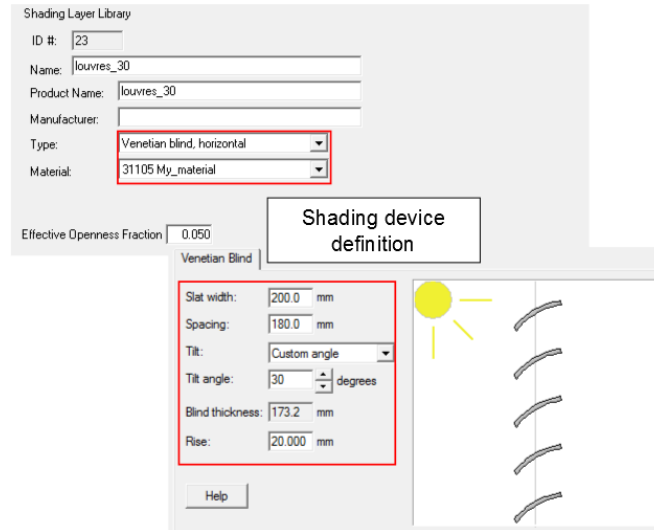 Shading Layer Library
ID #: 23
Name: louvres_30
Product Name: louvres_30
Manufacturer:
Type: Venetian blind, horizontal
Material: 31105 My_material
Effective Openness Fraction 0.050
Shading device
definition
Venetian Blind
Slat width: 200.0 mm
Spacing: 180.0 mm
Tilt: Custom angle
Tilt angle: 30 degrees
Blind thickness: 173.2 mm
Rise: 20.000 mm
Help